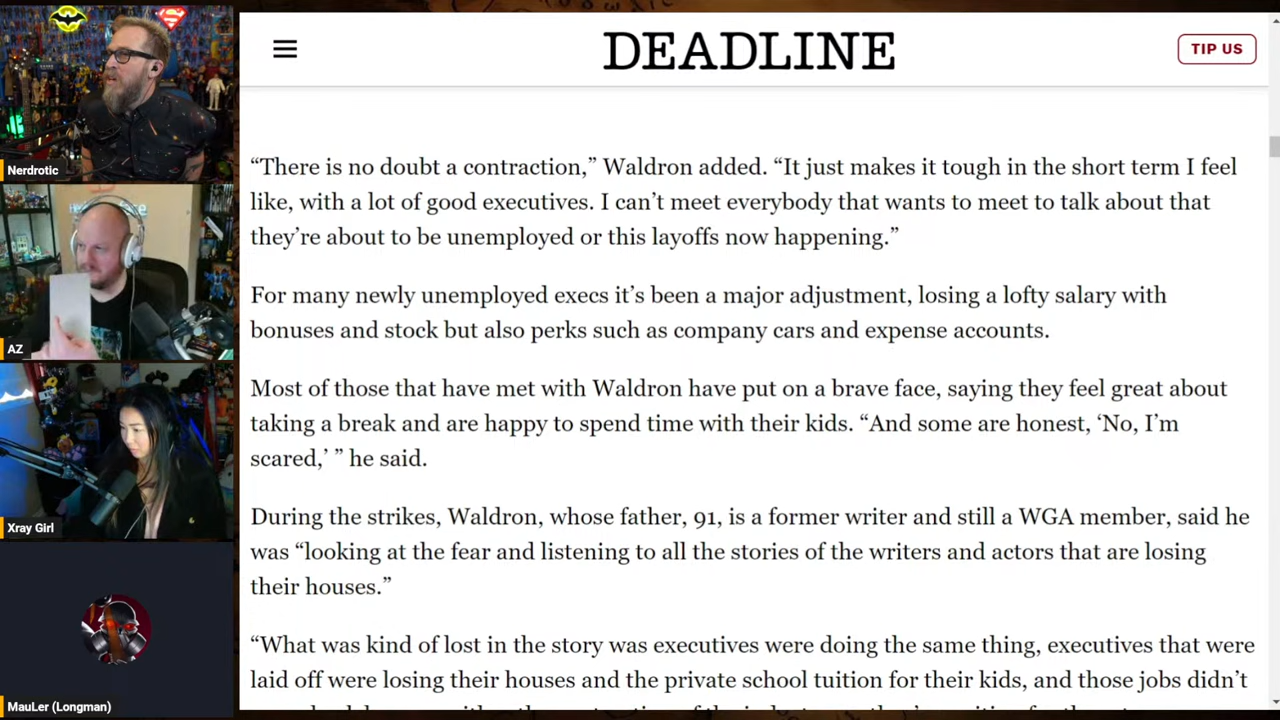 Nerdrotic
AZ
Xray Girl
MauLer (Longman)
DEADLINE
TIP US
“There is no doubt a contraction,” Waldron added. “It just makes it tough in the short term I feel
like, with a lot of good executives. I can’t meet everybody that wants to meet to talk about that
they’re about to be unemployed or this layoffs now happening.”
For many newly unemployed execs it’s been a major adjustment, losing a lofty salary with
bonuses and stock but also perks such as company cars and expense accounts.
Most of those that have met with Waldron have put on a brave face, saying they feel great about
taking a break and are happy to spend time with their kids. “And some are honest, ‘No, I’m
scared,’ ” he said.
During the strikes, Waldron, whose father, 91, is a former writer and still a WGA member, said he
was “looking at the fear and listening to all the stories of the writers and actors that are losing
their houses.”
“What was kind of lost in the story was executives were doing the same thing, executives that were
laid off were losing their houses and the private school tuition for their kids, and those jobs didn’t